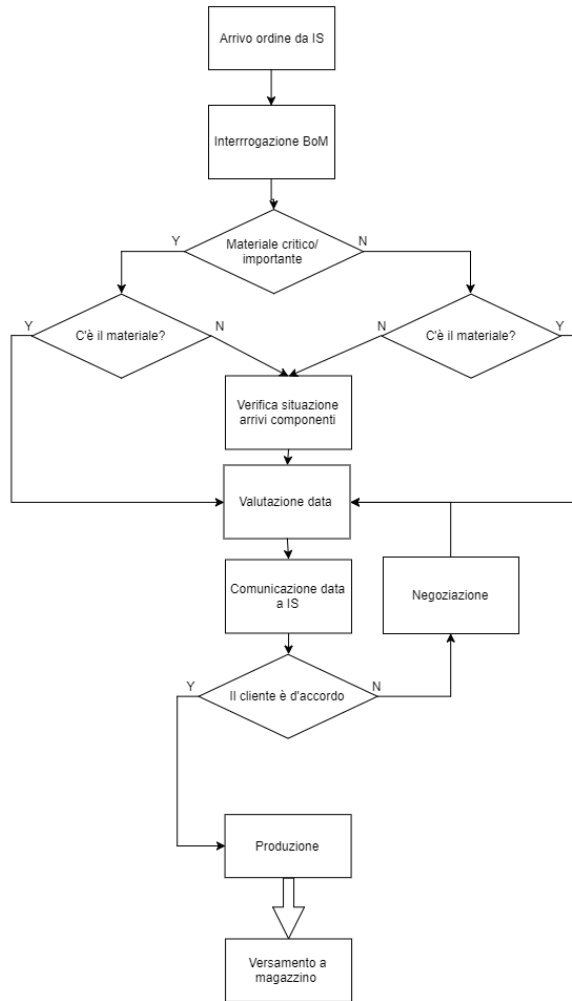 Arrivo ordine da IS
Interrrogazione BoM
Y
Materiale critico/
importante
N
Y
C'è il materiale?
N
N
C'è il materiale?
Y
Verifica situazione
arrivi componenti
Valutazione data
Comunicazione data
a IS
Negoziazione
Y
Il cliente è d'accordo
N
Produzione
Versamento a
magazzino